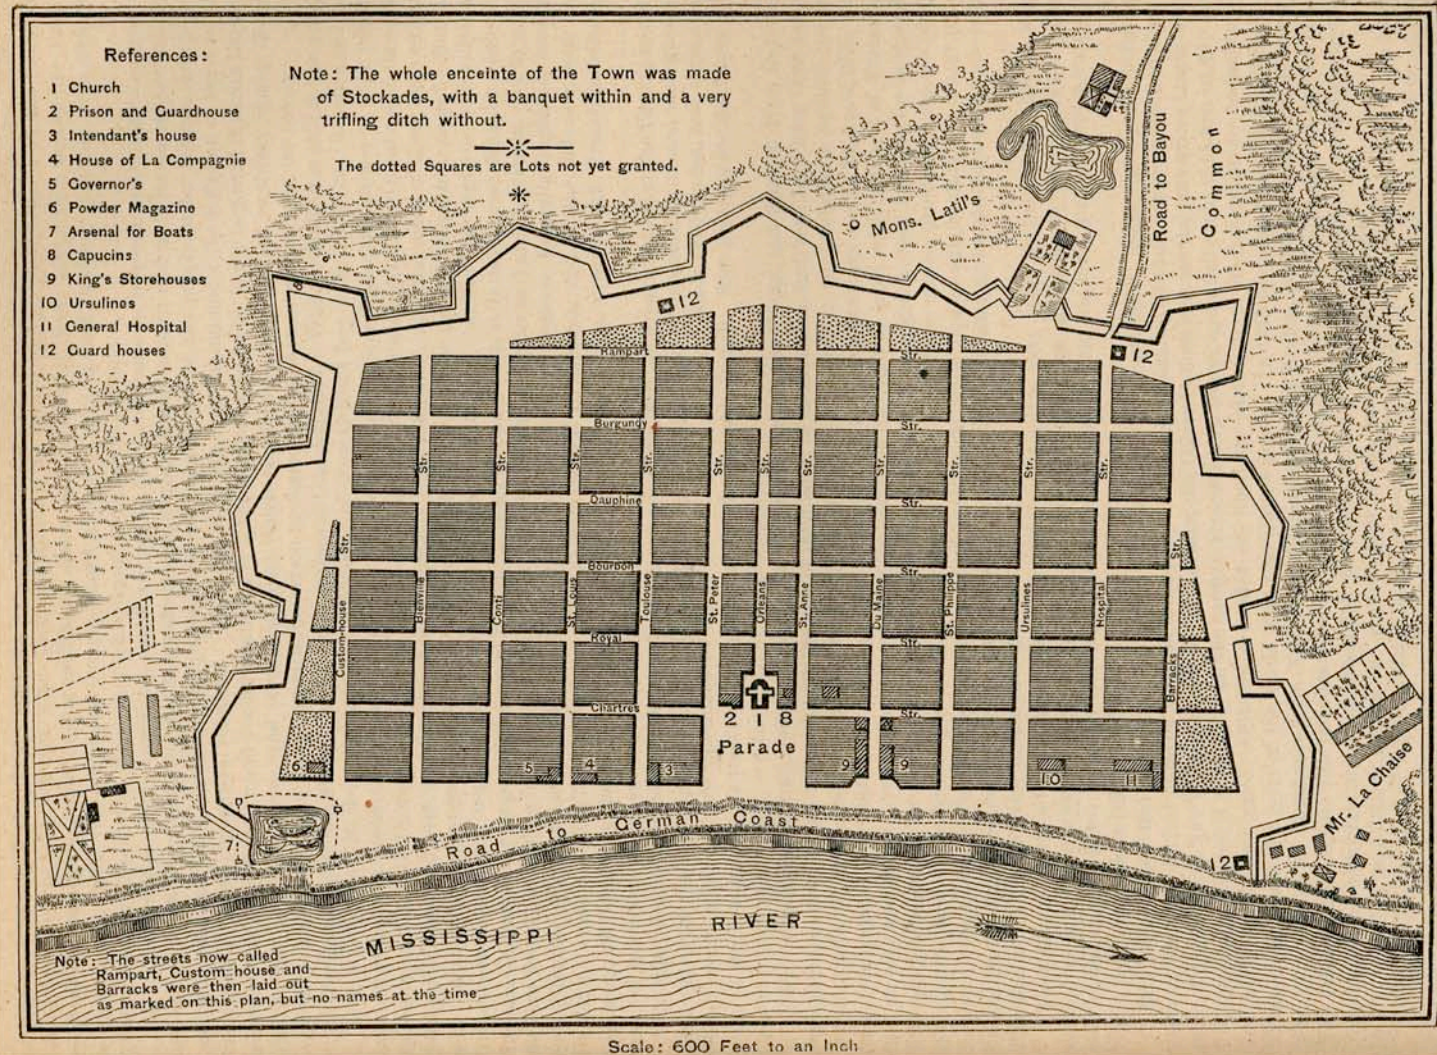 References:
1 Church
2 Prison and Guardhouse
3 Intendant's house
4 House of La Compagnie
5 Governor's
6 Powder Magazine
7 Arsenal for Boats
8 Capucins
9 King's Storehouses
10 Ursulines
11 General Hospital
12 Guard houses
Note: The whole enceinte of the Town was made
of Stockades, with a banquet within and a very
trifling ditch without.
The dotted Squares are Lots not yet granted.
Mons. Latil's
Road to Bayou
Common
12
12
Rampart Str.
Burgundy Str.
Str. Str. Str. Str. Str. Str. Str. Str. Str. Str. Str.
Dauphine Str.
Str. Str.
Bourbon Str.
Custom-house
Bienville
Conti
St. Louis
Toulouse
St. Peter
Orleans
St. Anne
Du Maine
St. Philippe
Ursulines
Hospital
Barracks
Royal Str.
Chartres Str.
2 1 8
Parade
6 5 4 3 9 9 10 11
7
12
Mr. La Chaise
Road to German Coast
MISSISSIPPI RIVER
Note: The streets now called
Rampart, Custom house and
Barracks were then laid out
as marked on this plan, but no names at the time
Scale: 600 Feet to an Inch